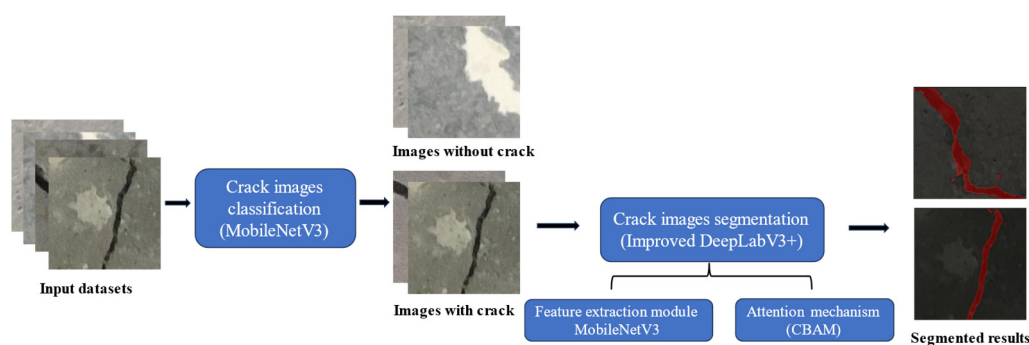 Input datasets
Crack images
classification
(MobileNetV3)
Images without crack
Images with crack
Crack images segmentation
(Improved DeepLabV3+)
Feature extraction module
MobileNetV3
Attention mechanism
(CBAM)
Segmented results